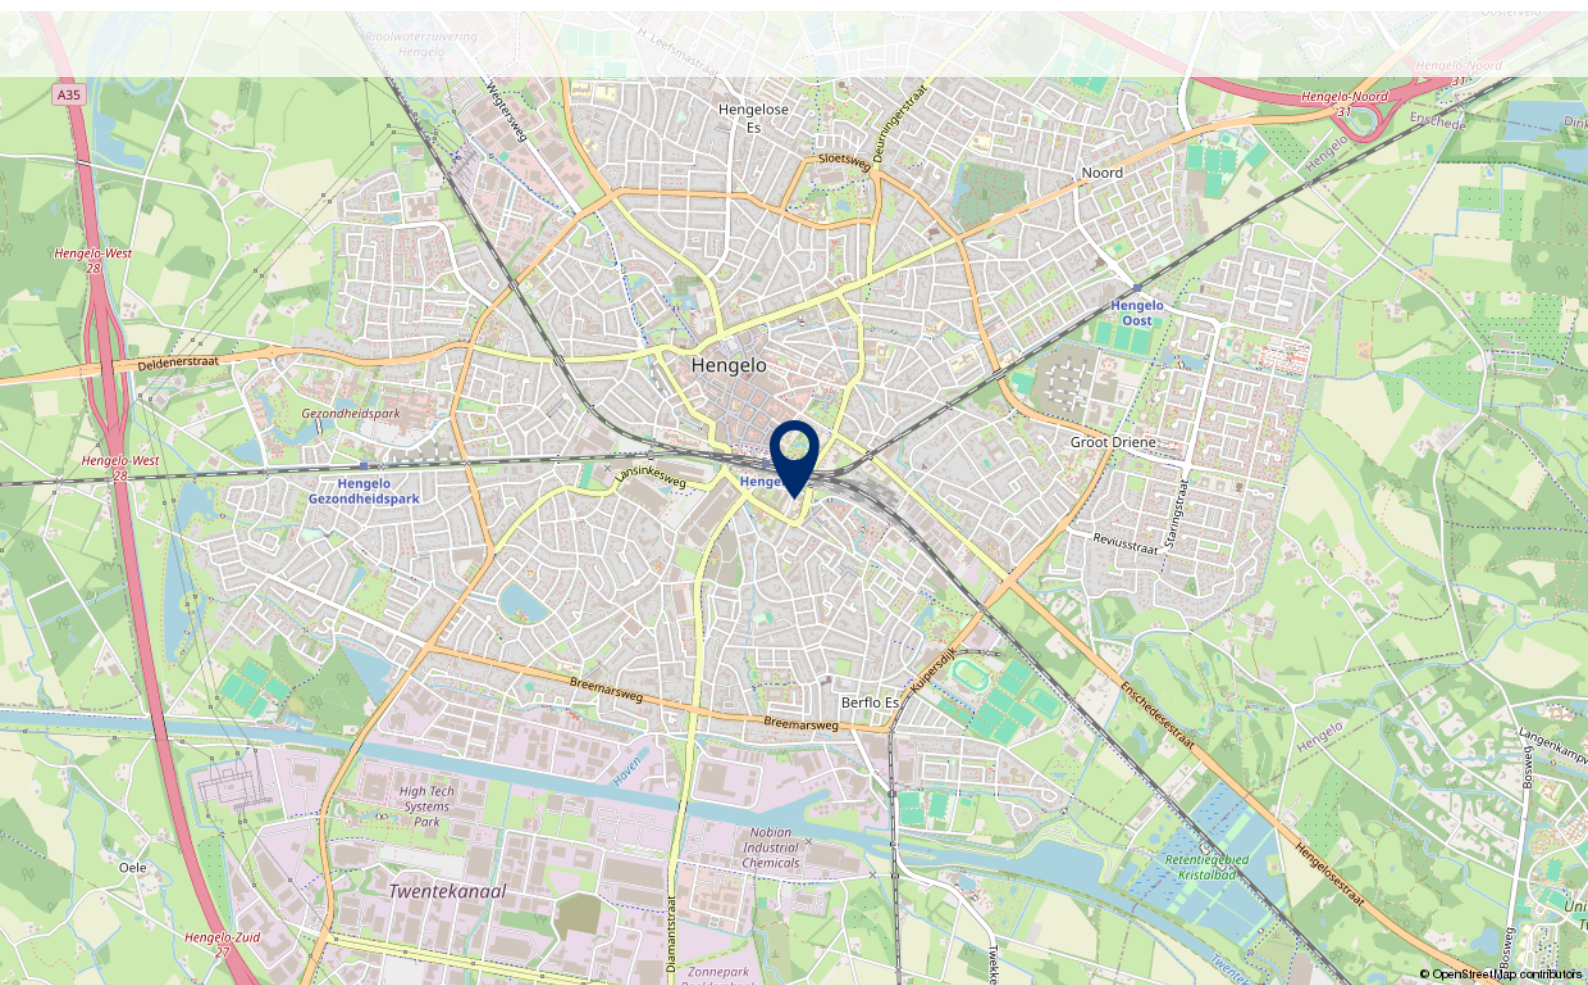 Rioolwaterzuivering
Hengelo
H. Leefsmastraat
Hengelo-Noord
31
A35
Wegtersweg
Hengelose
Es
Deurningerstraat
Hengelo-Noord
31
Enschede
Hengelo
Sloetsweg
Noord
Hengelo-West
28
Hengelo
Oost
Deldenerstraat
Hengelo
Gezondheidspark
Groot Driene
Hengelo-West
28
Lansinkesweg
Hengelo
Gezondheidspark
Staringstraat
Reviusstraat
Kuipersdijk
Breemarsweg
Berflo Es
Breemarsweg
Enschedesestraat
Hengelo
Bosweg
Haven
High Tech
Systems
Park
Nobian
Industrial
Chemicals
Oele
Retentiegebied
Kristalbad
Hengelosestraat
Twentekanaal
Diamantstraat
Hengelo-Zuid
27
Bosweg
Zonnepark
© OpenStreetMap contributors